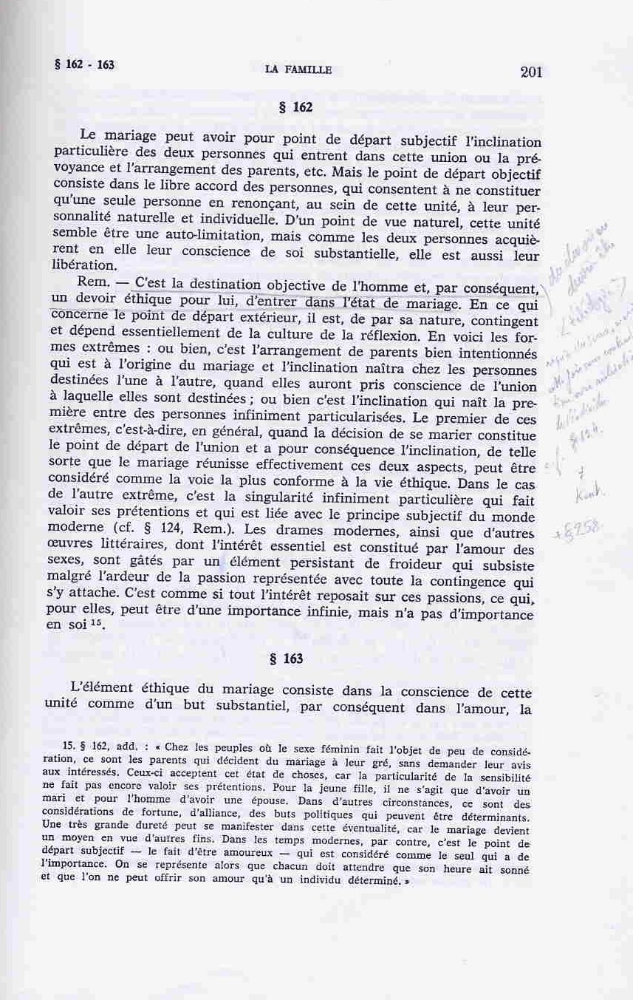 § 162 - 163
LA FAMILLE
201
§ 162
Le mariage peut avoir pour point de départ subjectif l'inclination
particulière des deux personnes qui entrent dans cette union ou la pré-
voyance et l'arrangement des parents, etc. Mais le point de départ objectif
consiste dans le libre accord des personnes, qui consentent à ne constituer
qu'une seule personne en renonçant, au sein de cette unité, à leur per-
sonnalité naturelle et individuelle. D'un point de vue naturel, cette unité
semble être une auto-limitation, mais comme les deux personnes acquiè-
rent en elle leur conscience de soi substantielle, elle est aussi leur
libération.
Rem. — C'est la destination objective de l'homme et, par conséquent,
un devoir éthique pour lui, d'entrer dans l'état de mariage. En ce qui
concerne le point de départ extérieur, il est, de par sa nature, contingent
et dépend essentiellement de la culture de la réflexion. En voici les for-
mes extrêmes : ou bien, c'est l'arrangement de parents bien intentionnés
qui est à l'origine du mariage et l'inclination naîtra chez les personnes
destinées l'une à l'autre, quand elles auront pris conscience de l'union
à laquelle elles sont destinées ; ou bien c'est l'inclination qui naît la pre-
mière entre des personnes infiniment particularisées. Le premier de ces
extrêmes, c'est-à-dire, en général, quand la décision de se marier constitue
le point de départ de l'union et a pour conséquence l'inclination, de telle
sorte que le mariage réunisse effectivement ces deux aspects, peut être
considéré comme la voie la plus conforme à la vie éthique. Dans le cas
de l'autre extrême, c'est la singularité infiniment particulière qui fait
valoir ses prétentions et qui est liée avec le principe subjectif du monde
moderne (cf. § 124, Rem.). Les drames modernes, ainsi que d'autres
œuvres littéraires, dont l'intérêt essentiel est constitué par l'amour des
sexes, sont gâtés par un élément persistant de froideur qui subsiste
malgré l'ardeur de la passion représentée avec toute la contingence qui
s'y attache. C'est comme si tout l'intérêt reposait sur ces passions, ce qui,
pour elles, peut être d'une importance infinie, mais n'a pas d'importance
en soi 15.
cf. § 124.
+ § 258.
§ 163
L'élément éthique du mariage consiste dans la conscience de cette
unité comme d'un but substantiel, par conséquent dans l'amour, la
15. § 162, add. : « Chez les peuples où le sexe féminin fait l'objet de peu de considé-
ration, ce sont les parents qui décident du mariage à leur gré, sans demander leur avis
aux intéressés. Ceux-ci acceptent cet état de choses, car la particularité de la sensibilité
ne fait pas encore valoir ses prétentions. Pour la jeune fille, il ne s'agit que d'avoir un
mari et pour l'homme d'avoir une épouse. Dans d'autres circonstances, ce sont des
considérations de fortune, d'alliance, des buts politiques qui peuvent être déterminants.
Une très grande dureté peut se manifester dans cette éventualité, car le mariage devient
un moyen en vue d'autres fins. Dans les temps modernes, par contre, c'est le point de
départ subjectif — le fait d'être amoureux — qui est considéré comme le seul qui a de
l'importance. On se représente alors que chacun doit attendre que son heure ait sonné
et que l'on ne peut offrir son amour qu'à un individu déterminé. »